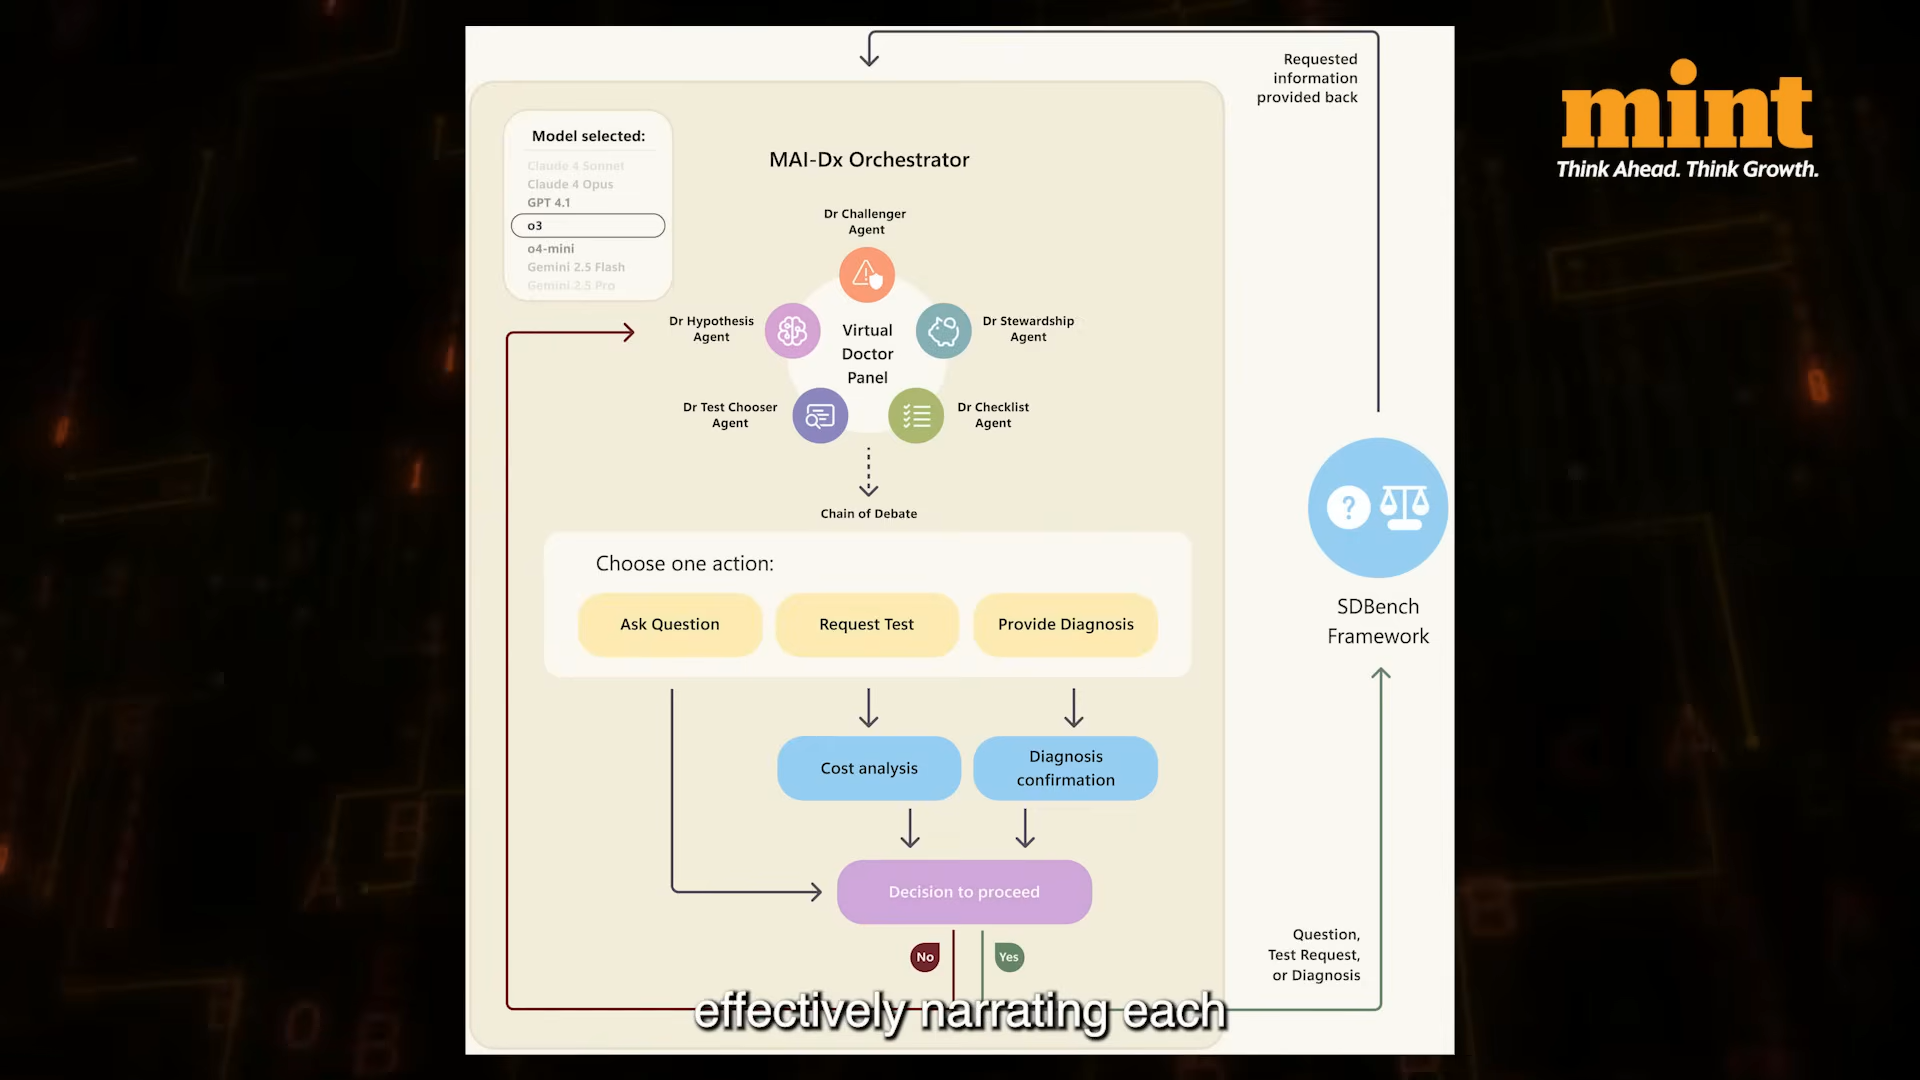 Requested
information
provided back
mint
Think Ahead. Think Growth.
Model selected:
Claude 4 Sonnet
Claude 4 Opus
GPT 4.1
o3
o4-mini
Gemini 2.5 Flash
Gemini 2.5 Pro
MAI-Dx Orchestrator
Dr Challenger
Agent
Dr Hypothesis
Agent
Virtual
Doctor
Panel
Dr Stewardship
Agent
Dr Test Chooser
Agent
Dr Checklist
Agent
Chain of Debate
Choose one action:
Ask Question
Request Test
Provide Diagnosis
?
SDBench
Framework
Cost analysis
Diagnosis
confirmation
Decision to proceed
No
Yes
Question,
Test Request,
or Diagnosis
effectively narrating each